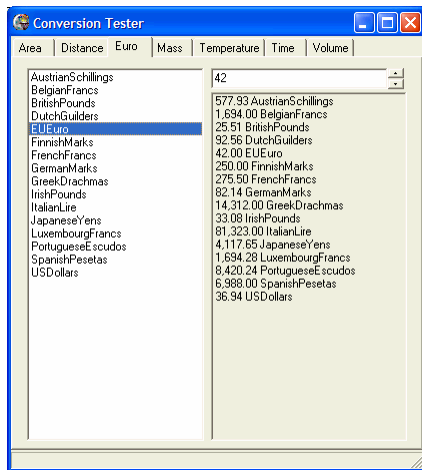 Conversion Tester
Area Distance Euro Mass Temperature Time Volume
AustrianSchillings
BelgianFrancs
BritishPounds
DutchGuilders
EUEuro
FinnishMarks
FrenchFrancs
GermanMarks
GreekDrachmas
IrishPounds
ItalianLire
JapaneseYens
LuxembourgFrancs
PortugueseEscudos
SpanishPesetas
USDollars
42
577.93 AustrianSchillings
1,694.00 BelgianFrancs
25.51 BritishPounds
92.56 DutchGuilders
42.00 EUEuro
250.00 FinnishMarks
275.50 FrenchFrancs
82.14 GermanMarks
14,312.00 GreekDrachmas
33.08 IrishPounds
81,323.00 ItalianLire
4,117.65 JapaneseYens
1,694.28 LuxembourgFrancs
8,420.24 PortugueseEscudos
6,988.00 SpanishPesetas
36.94 USDollars